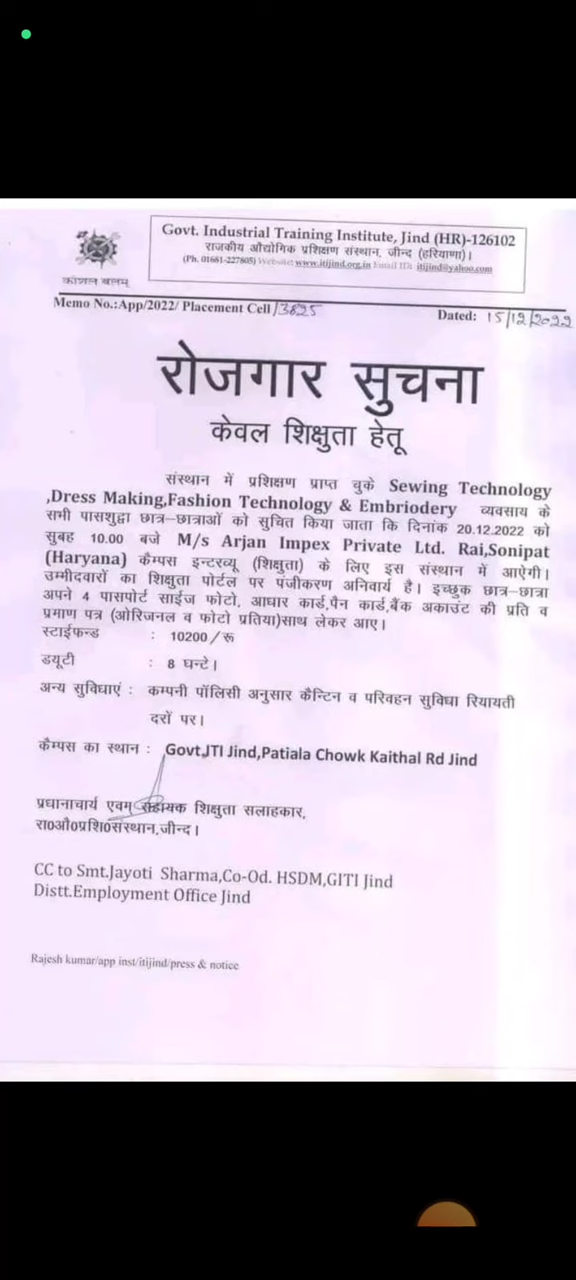 Govt. Industrial Training Institute, Jind (HR)-126102
राजकीय औद्योगिक प्रशिक्षण संस्थान, जीन्द (हरियाणा)।
(Ph. 01681-227805) Website: www.itijind.org.in Email ID: itijind@yahoo.com
कौशल बलम्
Memo No.:App/2022/ Placement Cell/3825
Dated: 15/12/2022
रोजगार सुचना
केवल शिक्षुता हेतू
संस्थान में प्रशिक्षण प्राप्त चुके Sewing Technology
,Dress Making,Fashion Technology & Embriodery व्यवसाय के
सभी पासशुद्वा छात्र–छात्राओं को सुचित किया जाता कि दिनांक 20.12.2022 को
सुबह 10.00 बजे M/s Arjan Impex Private Ltd. Rai,Sonipat
(Haryana) कैम्पस इन्टरव्यू (शिक्षुता) के लिए इस संस्थान में आऐगी।
उम्मीदवारों का शिक्षुता पोर्टल पर पंजीकरण अनिवार्य है। इच्छुक छात्र–छात्रा
अपने 4 पासपोर्ट साईज फोटो, आधार कार्ड,पैन कार्ड,बैंक अकाउंट की प्रति व
प्रमाण पत्र (ओरिजनल व फोटो प्रतिया)साथ लेकर आए।
स्टाईफन्ड : 10200/रू
डयूटी : 8 घन्टे।
अन्य सुविधाएं : कम्पनी पॉलिसी अनुसार कैन्टिन व परिवहन सुविधा रियायती
दरों पर।
कैम्पस का स्थान : Govt,ITI Jind,Patiala Chowk Kaithal Rd Jind
प्रधानाचार्य एवम् सहायक शिक्षुता सलाहकार,
रा0औ0प्रशि0संस्थान,जीन्द।
CC to Smt.Jayoti Sharma,Co-Od. HSDM,GITI Jind
Distt.Employment Office Jind
Rajesh kumar/app inst/itijind/press & notice